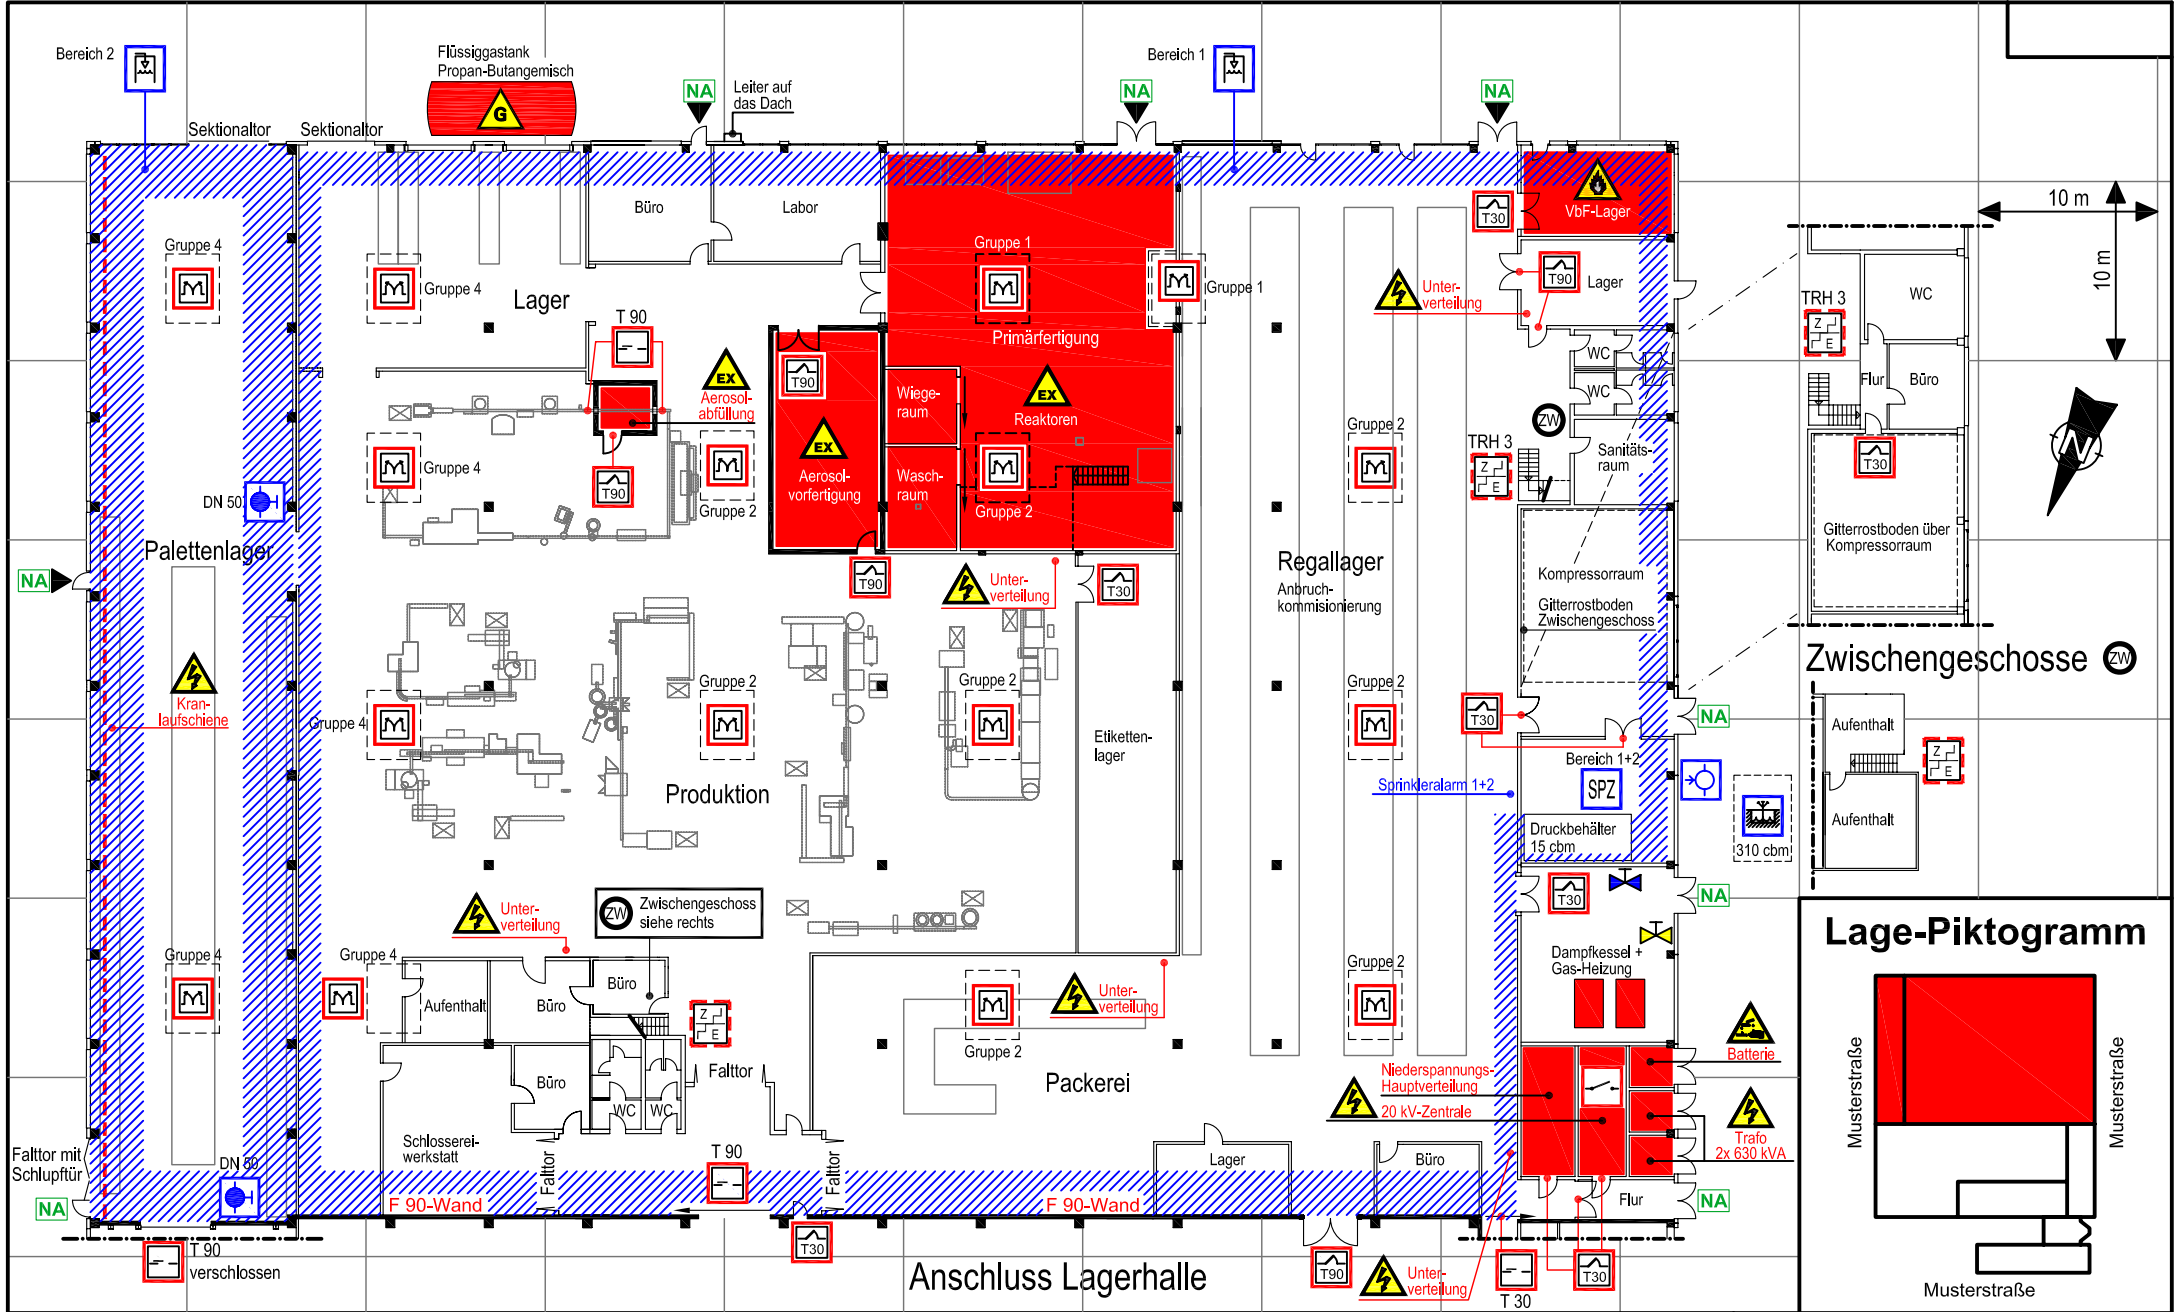 Bereich 2
Flüssiggastank
Propan-Butangemisch
G
NA
Leiter auf
das Dach
NA
Bereich 1
NA
Sektionaltor
Sektionaltor
Büro
Labor
VbF-Lager
T30
10 m
10 m
Gruppe 4
Gruppe 4
Lager
Gruppe 1
Gruppe 1
Primärfertigung
Unter-
verteilung
T90
Lager
TRH 3
Z
E
WC
Flur
Büro
T 90
EX
Aerosol-
abfüllung
T90
Wiege-
raum
EX
Reaktoren
WC
WC
ZW
N
Gruppe 4
T90
Gruppe 2
EX
Aerosol-
vorfertigung
Wasch-
raum
Gruppe 2
Gruppe 2
TRH 3
Z
E
Sanitäts-
raum
T30
DN 50
Palettenlager
Gitterrostboden über
Kompressorraum
NA
T90
Unter-
verteilung
T30
Regallager
Anbruch-
kommisionierung
Kompressorraum
Gitterrostboden
Zwischengeschoss
Zwischengeschosse
ZW
Kran-
laufschiene
Gruppe 4
Gruppe 2
Gruppe 2
Gruppe 2
T30
NA
Etiketten-
lager
Bereich 1+2
Aufenthalt
Z
E
Produktion
Sprinkleralarm 1+2
SPZ
310 cbm
Druckbehälter
15 cbm
Aufenthalt
Unter-
verteilung
ZW
Zwischengeschoss
siehe rechts
T30
NA
Lage-Piktogramm
Gruppe 4
Gruppe 4
Aufenthalt
Büro
Büro
Z
E
Gruppe 2
Unter-
verteilung
Gruppe 2
Dampfkessel +
Gas-Heizung
Batterie
Büro
Falttor
WC
WC
Packerei
Niederspannungs-
Hauptverteilung
20 kV-Zentrale
Trafo
2x 630 kVA
Musterstraße
Musterstraße
Falttor mit
Schlupftür
NA
DN 50
Schlosserei-
werkstatt
Falttor
T 90
Falttor
Lager
Büro
F 90-Wand
F 90-Wand
Flur
NA
T 90
verschlossen
T30
Anschluss Lagerhalle
T90
Unter-
verteilung
T 30
T30
Musterstraße